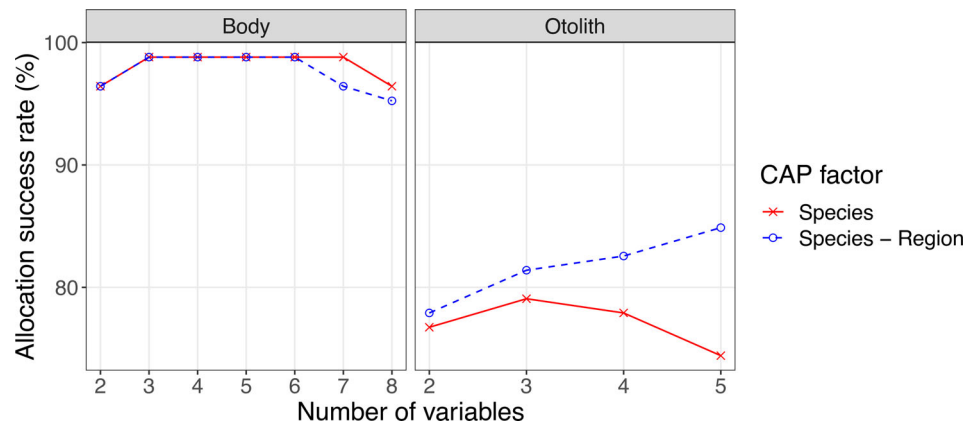 Body
Otolith
100
90
80
Allocation success rate (%)
2 3 4 5 6 7 8
2 3 4 5
Number of variables
CAP factor
Species
Species − Region